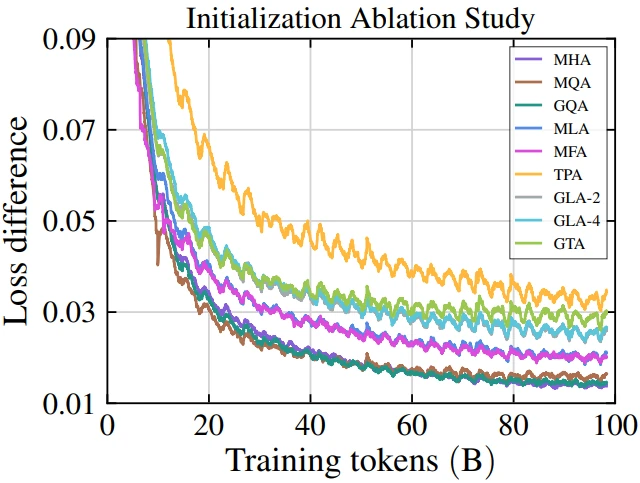 Initialization Ablation Study
Loss difference
0.09
0.07
0.05
0.03
0.01
MHA
MQA
GQA
MLA
MFA
TPA
GLA-2
GLA-4
GTA
0
20
40
60
80
100
Training tokens (B)